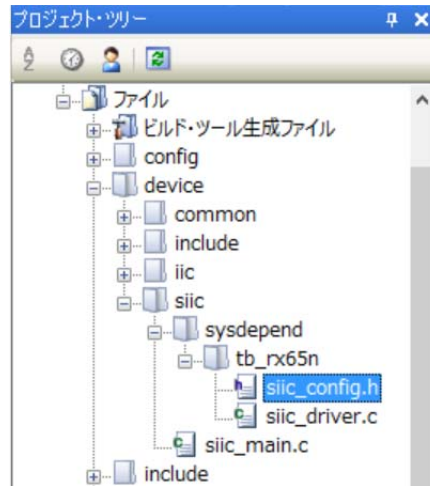 プロジェクト・ツリー
ファイル
ビルド・ツール生成ファイル
config
device
common
include
iic
siic
sysdepend
tb_rx65n
siic_config.h
siic_driver.c
siic_main.c
include